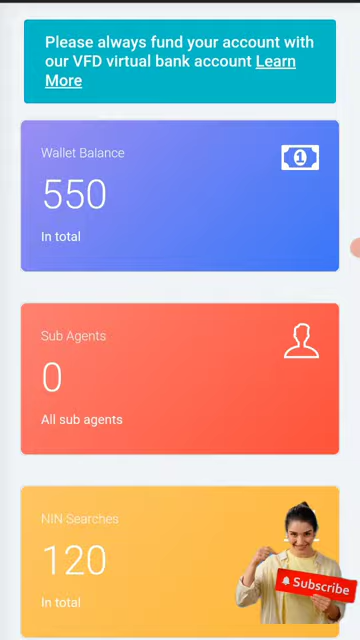 Please always fund your account with
our VFD virtual bank account Learn
More
Wallet Balance
1
550
In total
Sub Agents
0
All sub agents
NIN Searches
120
In total
Subscribe